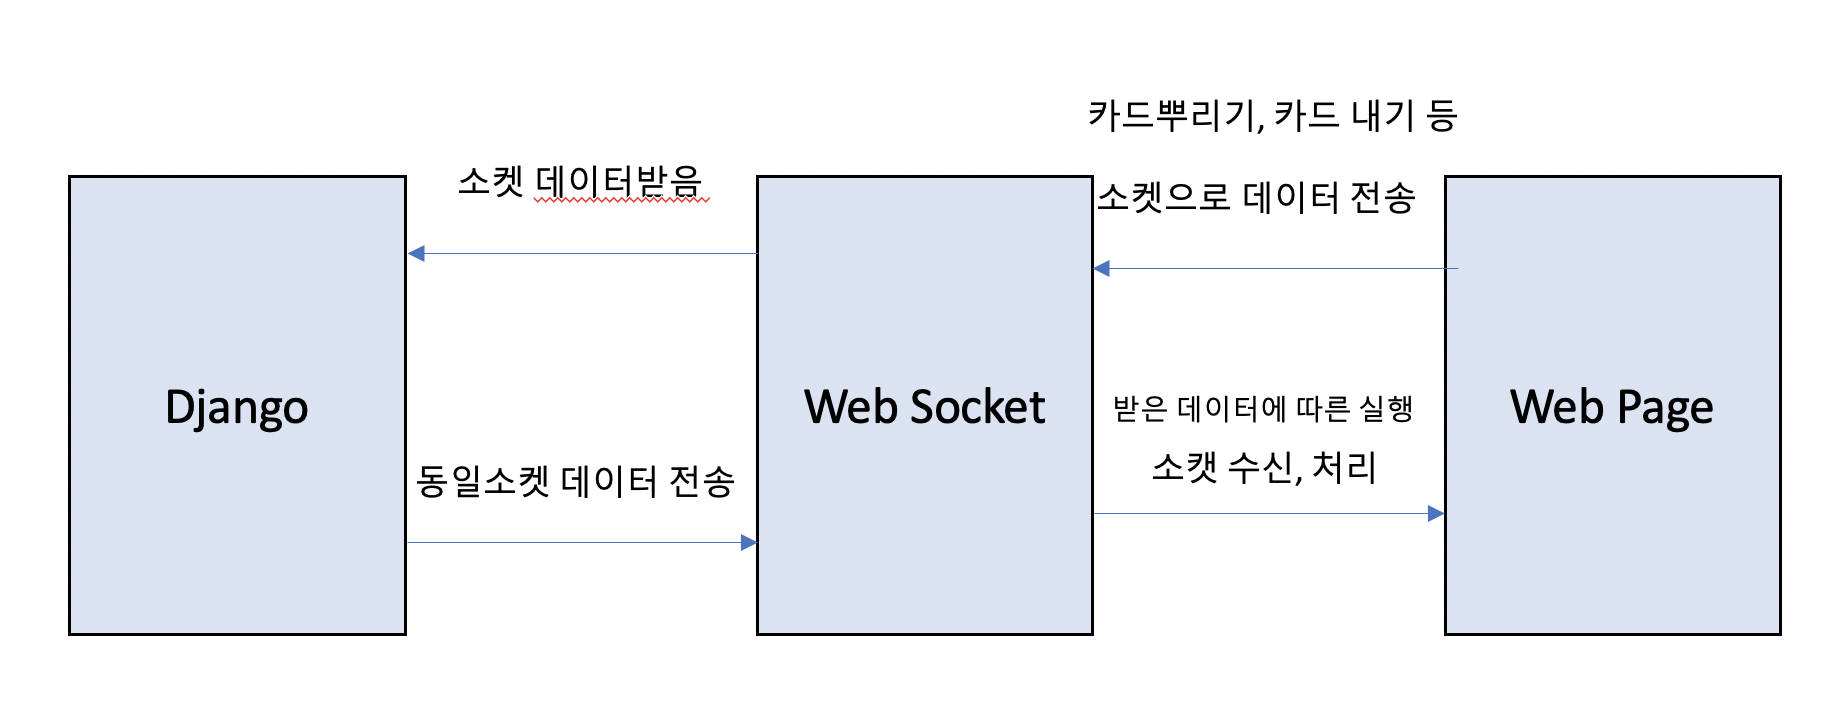 카드뿌리기, 카드 내기 등
소켓 데이터받음
소켓으로 데이터 전송
Django
Web Socket
받은 데이터에 따른 실행
Web Page
소캣 수신, 처리
동일소켓 데이터 전송